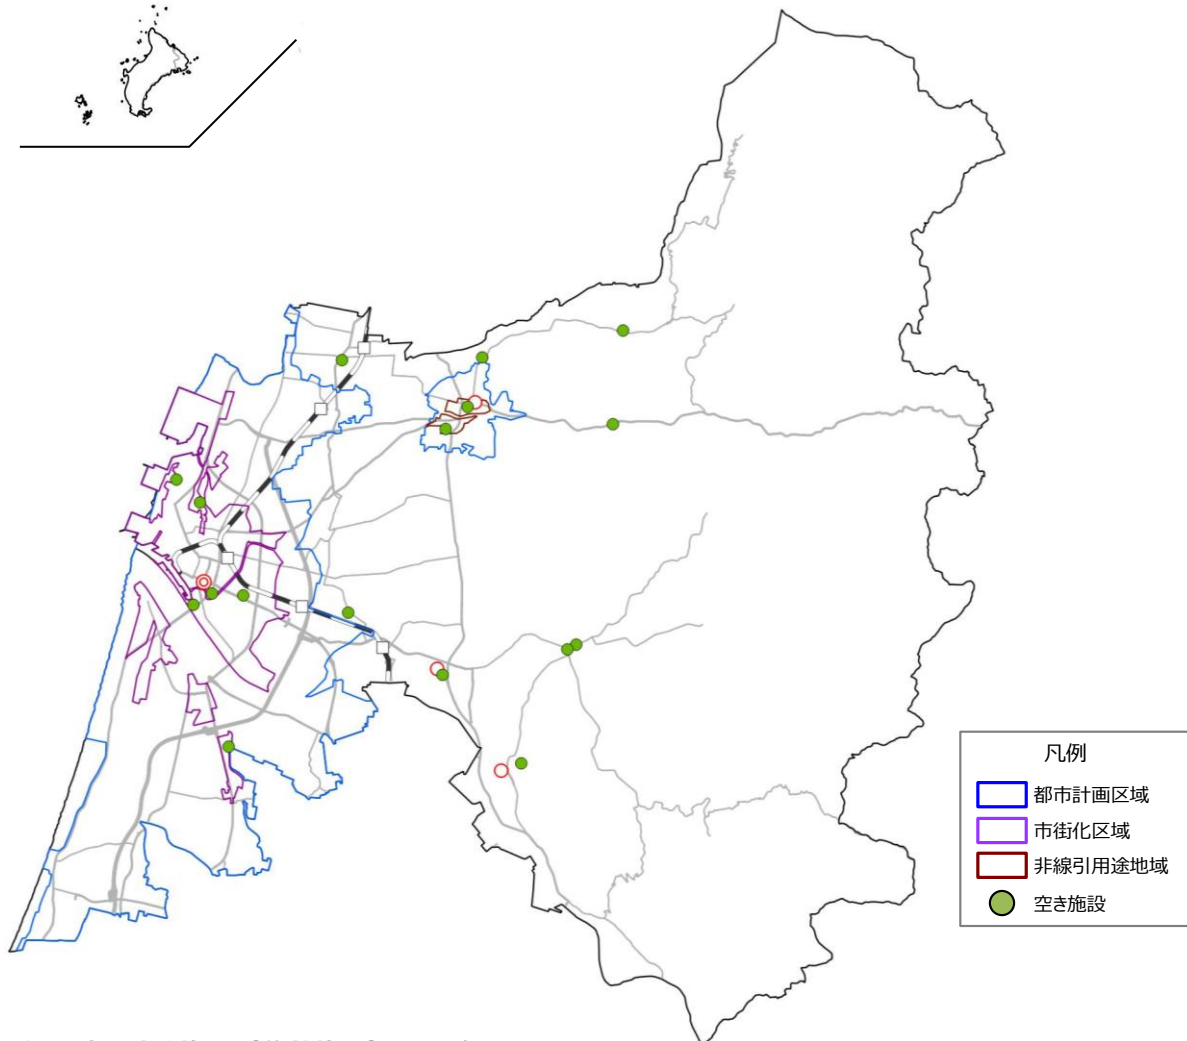 凡例
都市計画区域
市街化区域
非線引用途地域
空き施設